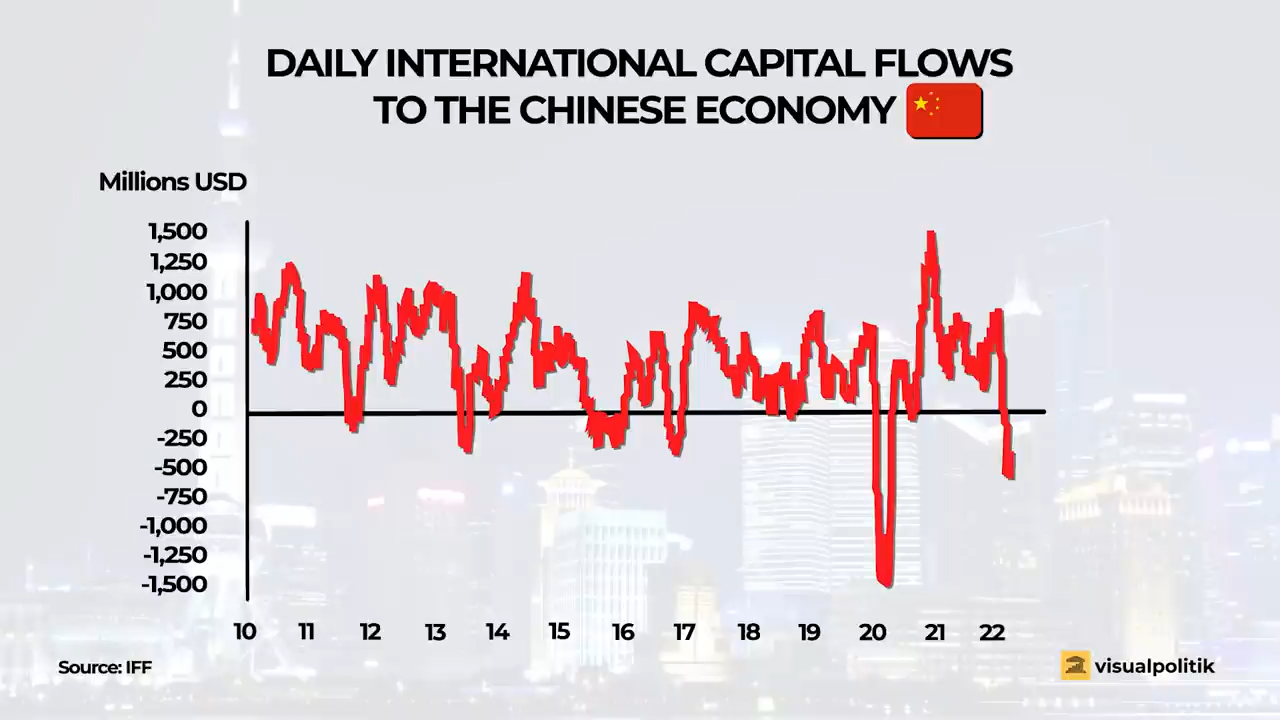 DAILY INTERNATIONAL CAPITAL FLOWS
TO THE CHINESE ECONOMY
Millions USD
1,500
1,250
1,000
750
500
250
0
-250
-500
-750
-1,000
-1,250
-1,500
10 11 12 13 14 15 16 17 18 19 20 21 22
Source: IFF
visualpolitik